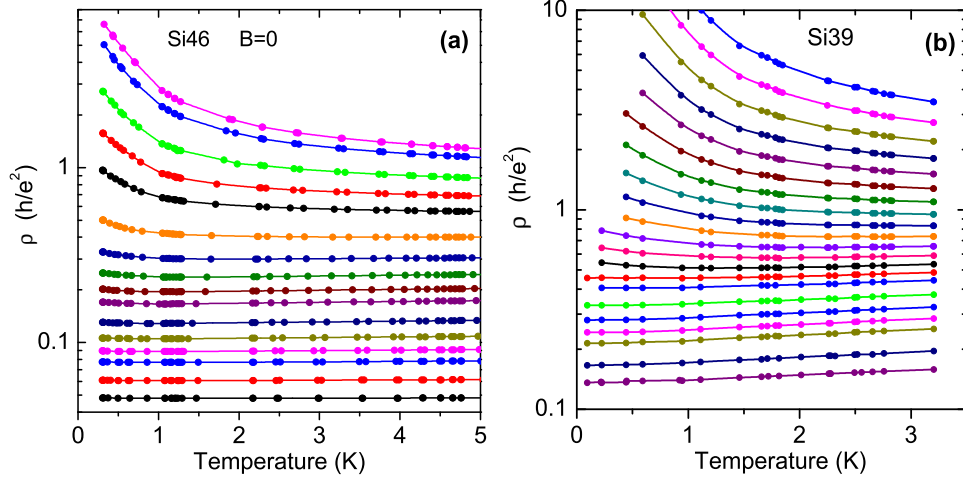 Si46 B=0 (a)
1
0.1
ρ (h/e²)
0 1 2 3 4 5
Temperature (K)
Si39 (b)
10
1
0.1
ρ (h/e²)
0 1 2 3
Temperature (K)